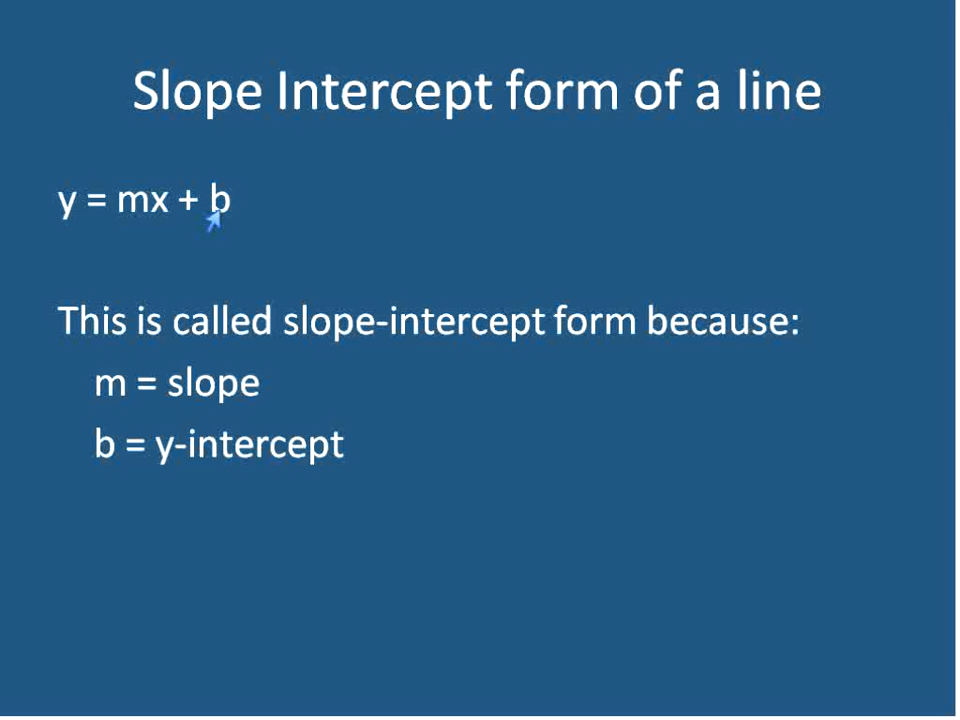 Slope Intercept form of a line
y = mx + b
This is called slope-intercept form because:
m = slope
b = y-intercept